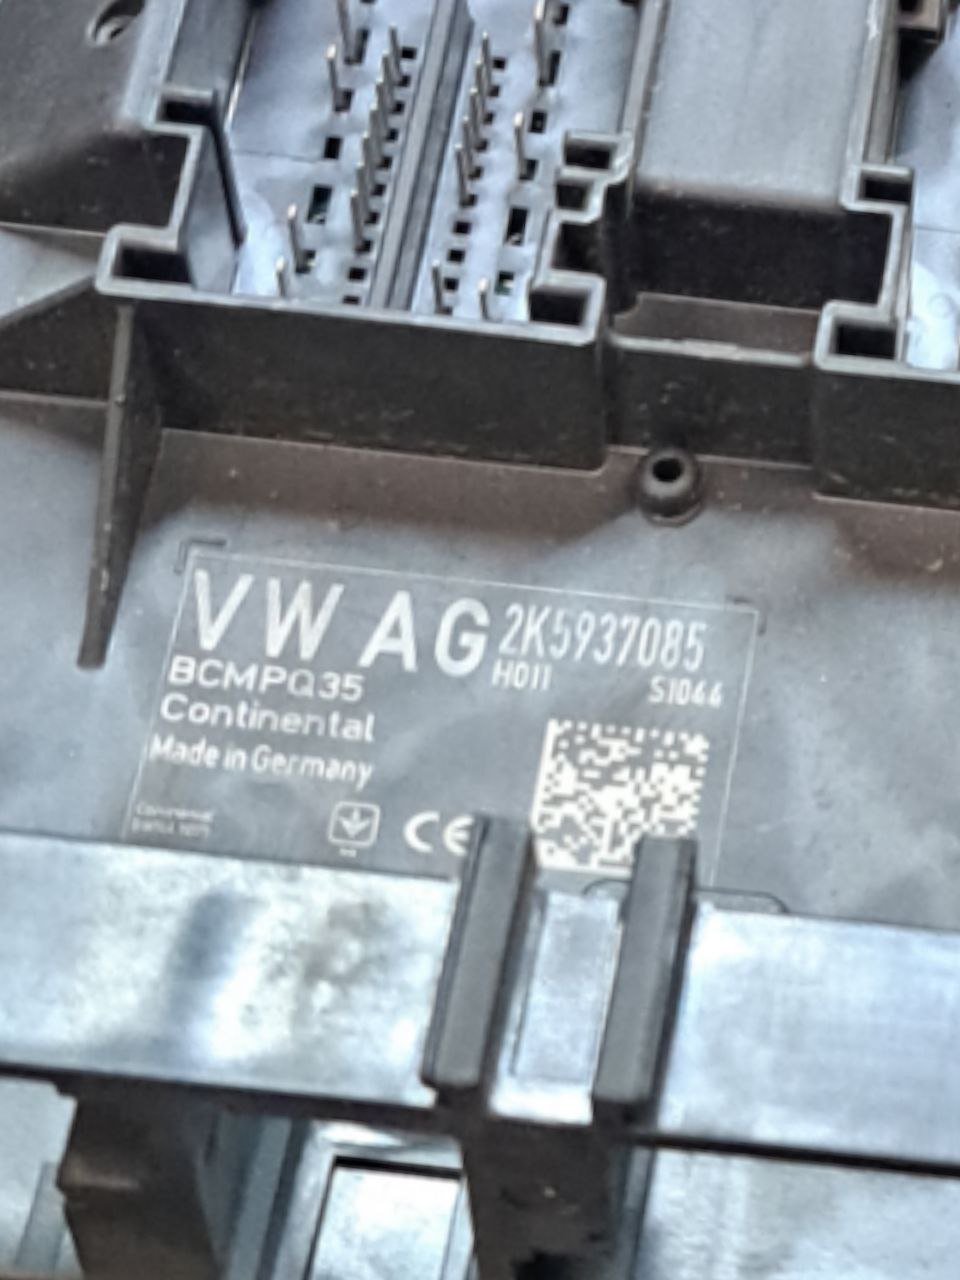 VW AG 2K5937085
H011 S1044
BCMPQ35
Continental
Made in Germany
CE